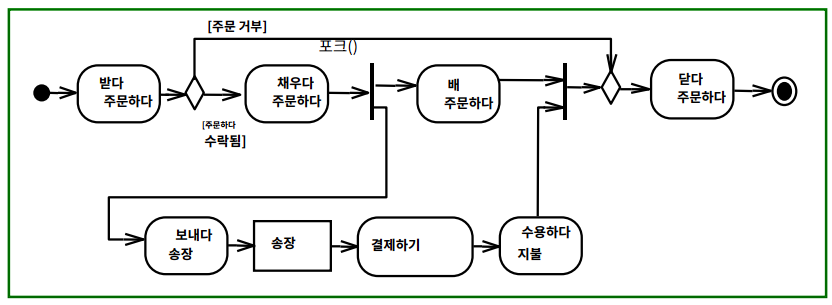 [주문 거부]
포크()
받다
주문하다
채우다
주문하다
배
주문하다
닫다
주문하다
[주문하다
수락됨]
보내다
송장
송장
결제하기
수용하다
지불